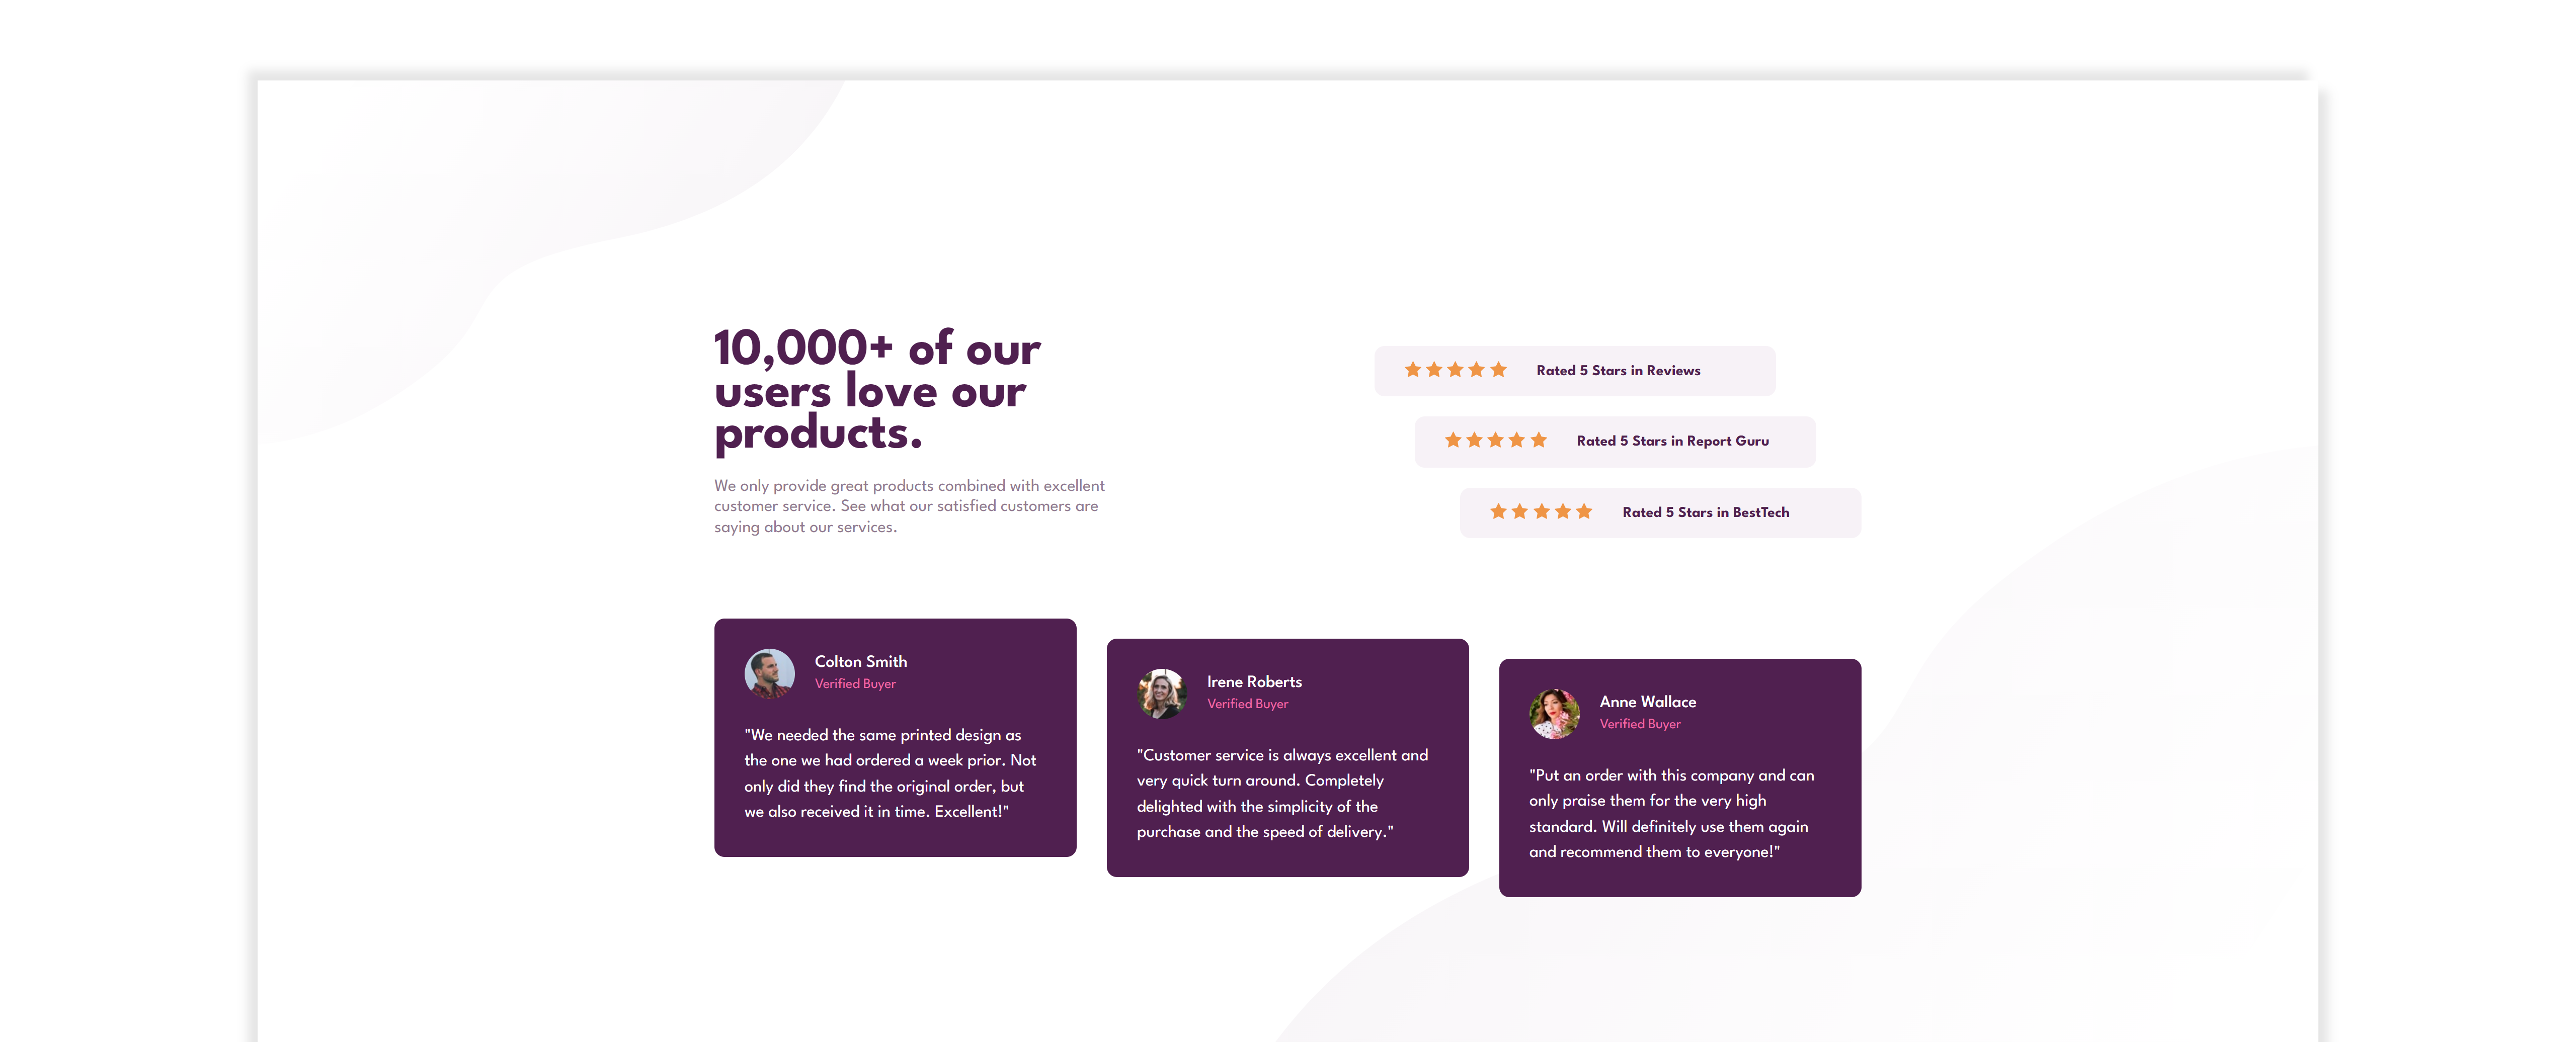 10,000+ of our
users love our
products.
We only provide great products combined with excellent
customer service. See what our satisfied customers are
saying about our services.
Rated 5 Stars in Reviews
Rated 5 Stars in Report Guru
Rated 5 Stars in BestTech
Colton Smith
Verified Buyer
"We needed the same printed design as
the one we had ordered a week prior. Not
only did they find the original order, but
we also received it in time. Excellent!"
Irene Roberts
Verified Buyer
"Customer service is always excellent and
very quick turn around. Completely
delighted with the simplicity of the
purchase and the speed of delivery."
Anne Wallace
Verified Buyer
"Put an order with this company and can
only praise them for the very high
standard. Will definitely use them again
and recommend them to everyone!"